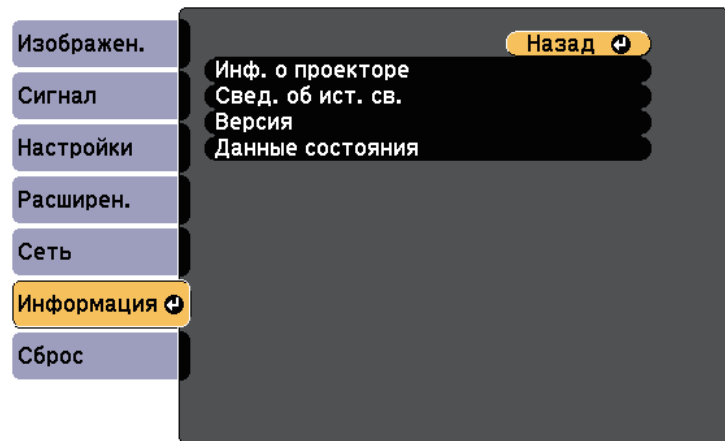 Изображен.
Сигнал
Настройки
Расширен.
Сеть
Информация
Сброс
Назад
Инф. о проекторе
Свед. об ист. св.
Версия
Данные состояния